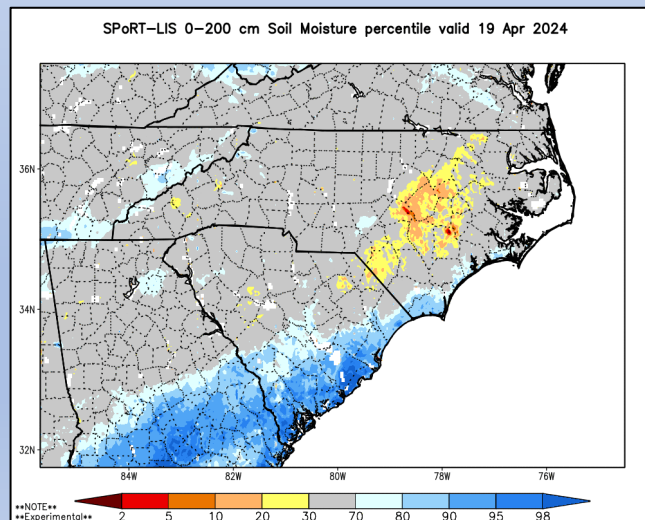 SPoRT-LIS 0-200 cm Soil Moisture percentile valid 19 Apr 2024
36N
34N
32N
84W 82W 80W 78W 76W
**NOTE**
**Experimental**
2 5 10 20 30 70 80 90 95 98